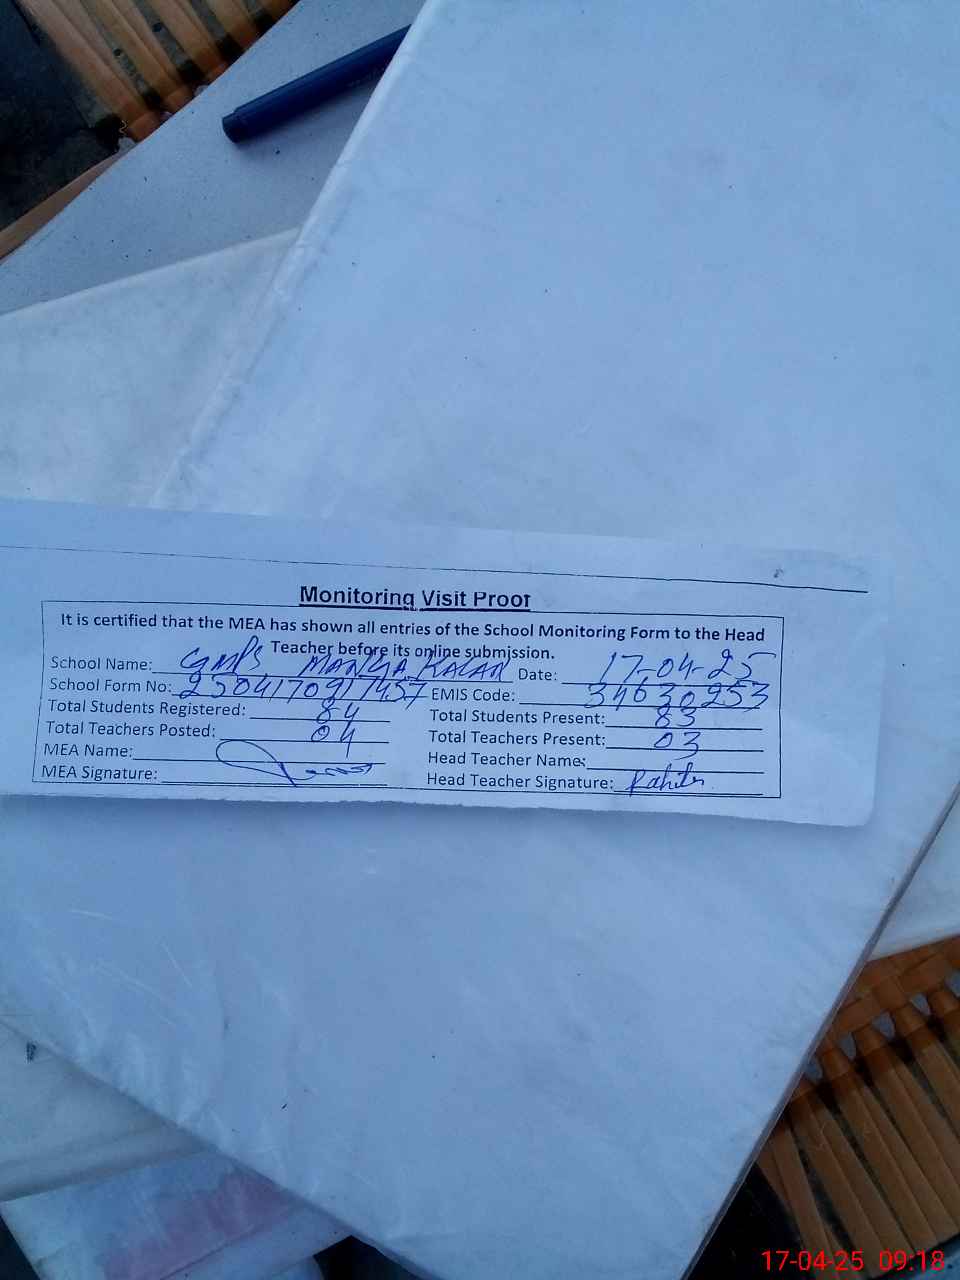 Monitoring Visit Proof
It is certified that the MEA has shown all entries of the School Monitoring Form to the Head
Teacher before its online submission.
School Name: GMPS MANGA KALAN Date: 17-04-25
School Form No: 250417091457 EMIS Code: 34630253
Total Students Registered: 84 Total Students Present: 83
Total Teachers Posted: 04 Total Teachers Present: 03
MEA Name: Head Teacher Name:
MEA Signature: Head Teacher Signature:
17-04-25 09:18